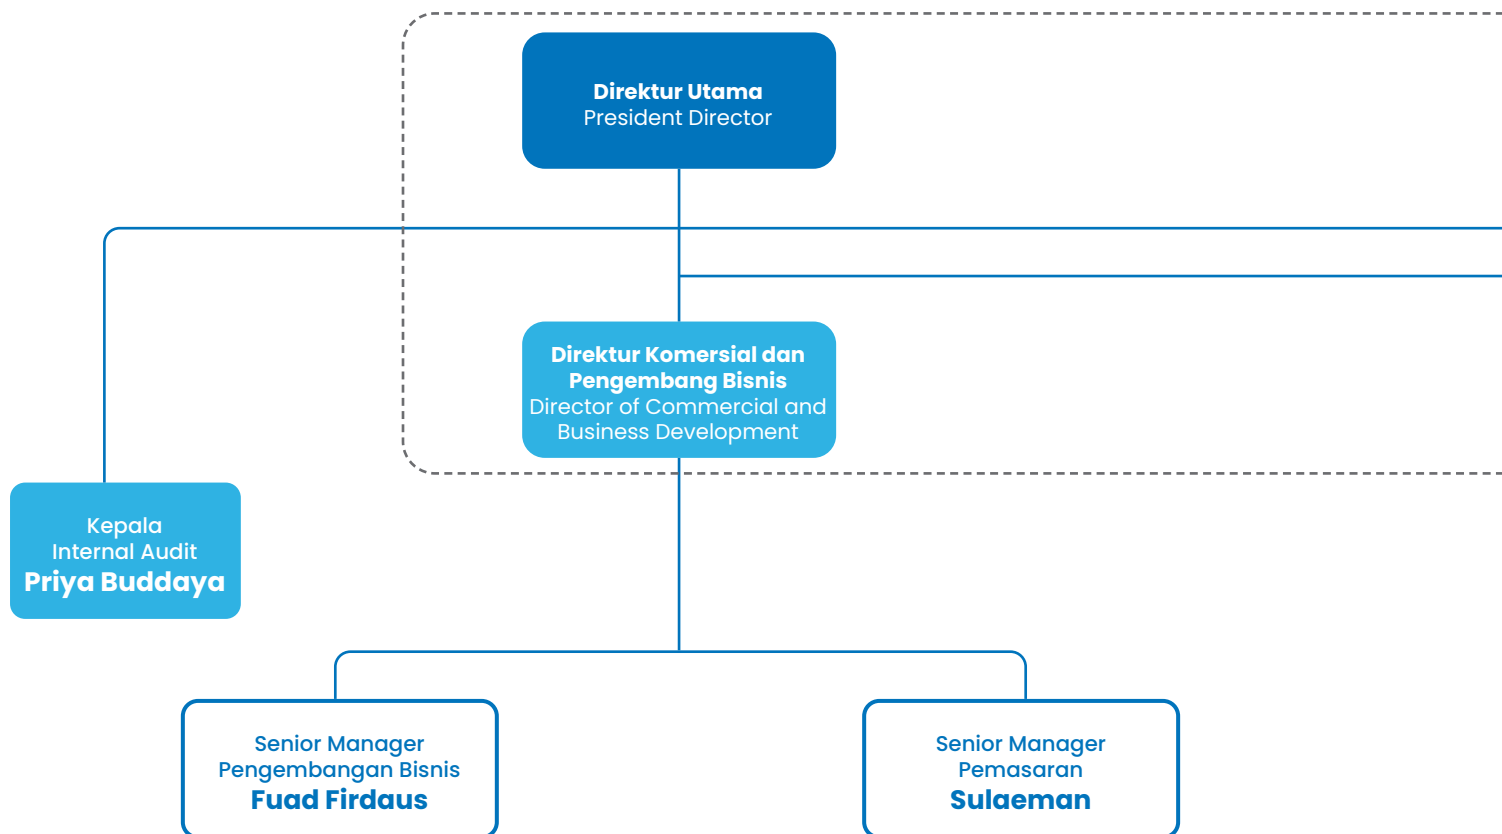 Direktur Utama
President Director
Direktur Komersial dan
Pengembang Bisnis
Director of Commercial and
Business Development
Kepala
Internal Audit
Priya Buddaya
Senior Manager
Pengembangan Bisnis
Fuad Firdaus
Senior Manager
Pemasaran
Sulaeman